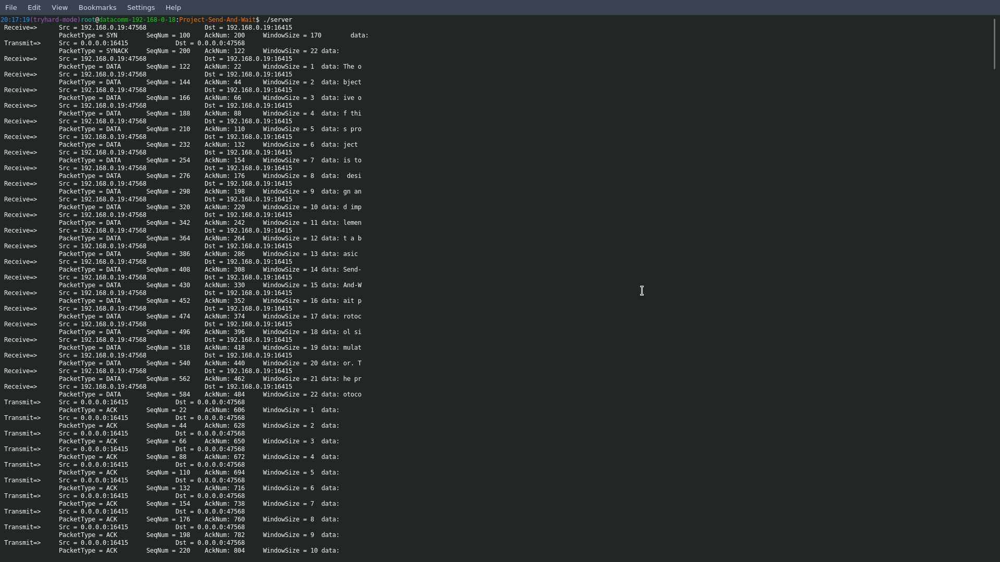 File Edit View Bookmarks Settings Help
20:17:19(tryhard-mode)root@datacomm-192-168-0-18:Project-Send-And-Wait$ ./server
Receive=> Src = 192.168.0.19:47568 Dst = 192.168.0.19:16415
PacketType = SYN SeqNum = 100 AckNum: 200 WindowSize = 170 data:
Transmit=> Src = 0.0.0.0:16415 Dst = 0.0.0.0:47568
PacketType = SYNACK SeqNum = 200 AckNum: 122 WindowSize = 22 data:
Receive=> Src = 192.168.0.19:47568 Dst = 192.168.0.19:16415
PacketType = DATA SeqNum = 122 AckNum: 22 WindowSize = 1 data: The o
Receive=> Src = 192.168.0.19:47568 Dst = 192.168.0.19:16415
PacketType = DATA SeqNum = 144 AckNum: 44 WindowSize = 2 data: bject
Receive=> Src = 192.168.0.19:47568 Dst = 192.168.0.19:16415
PacketType = DATA SeqNum = 166 AckNum: 66 WindowSize = 3 data: ive o
Receive=> Src = 192.168.0.19:47568 Dst = 192.168.0.19:16415
PacketType = DATA SeqNum = 188 AckNum: 88 WindowSize = 4 data: f thi
Receive=> Src = 192.168.0.19:47568 Dst = 192.168.0.19:16415
PacketType = DATA SeqNum = 210 AckNum: 110 WindowSize = 5 data: s pro
Receive=> Src = 192.168.0.19:47568 Dst = 192.168.0.19:16415
PacketType = DATA SeqNum = 232 AckNum: 132 WindowSize = 6 data: ject
Receive=> Src = 192.168.0.19:47568 Dst = 192.168.0.19:16415
PacketType = DATA SeqNum = 254 AckNum: 154 WindowSize = 7 data: is to
Receive=> Src = 192.168.0.19:47568 Dst = 192.168.0.19:16415
PacketType = DATA SeqNum = 276 AckNum: 176 WindowSize = 8 data:  desi
Receive=> Src = 192.168.0.19:47568 Dst = 192.168.0.19:16415
PacketType = DATA SeqNum = 298 AckNum: 198 WindowSize = 9 data: gn an
Receive=> Src = 192.168.0.19:47568 Dst = 192.168.0.19:16415
PacketType = DATA SeqNum = 320 AckNum: 220 WindowSize = 10 data: d imp
Receive=> Src = 192.168.0.19:47568 Dst = 192.168.0.19:16415
PacketType = DATA SeqNum = 342 AckNum: 242 WindowSize = 11 data: lemen
Receive=> Src = 192.168.0.19:47568 Dst = 192.168.0.19:16415
PacketType = DATA SeqNum = 364 AckNum: 264 WindowSize = 12 data: t a b
Receive=> Src = 192.168.0.19:47568 Dst = 192.168.0.19:16415
PacketType = DATA SeqNum = 386 AckNum: 286 WindowSize = 13 data: asic
Receive=> Src = 192.168.0.19:47568 Dst = 192.168.0.19:16415
PacketType = DATA SeqNum = 408 AckNum: 308 WindowSize = 14 data: Send-
Receive=> Src = 192.168.0.19:47568 Dst = 192.168.0.19:16415
PacketType = DATA SeqNum = 430 AckNum: 330 WindowSize = 15 data: And-W
Receive=> Src = 192.168.0.19:47568 Dst = 192.168.0.19:16415
PacketType = DATA SeqNum = 452 AckNum: 352 WindowSize = 16 data: ait p
Receive=> Src = 192.168.0.19:47568 Dst = 192.168.0.19:16415
PacketType = DATA SeqNum = 474 AckNum: 374 WindowSize = 17 data: rotoc
Receive=> Src = 192.168.0.19:47568 Dst = 192.168.0.19:16415
PacketType = DATA SeqNum = 496 AckNum: 396 WindowSize = 18 data: ol si
Receive=> Src = 192.168.0.19:47568 Dst = 192.168.0.19:16415
PacketType = DATA SeqNum = 518 AckNum: 418 WindowSize = 19 data: mulat
Receive=> Src = 192.168.0.19:47568 Dst = 192.168.0.19:16415
PacketType = DATA SeqNum = 540 AckNum: 440 WindowSize = 20 data: or. T
Receive=> Src = 192.168.0.19:47568 Dst = 192.168.0.19:16415
PacketType = DATA SeqNum = 562 AckNum: 462 WindowSize = 21 data: he pr
Receive=> Src = 192.168.0.19:47568 Dst = 192.168.0.19:16415
PacketType = DATA SeqNum = 584 AckNum: 484 WindowSize = 22 data: otoco
Transmit=> Src = 0.0.0.0:16415 Dst = 0.0.0.0:47568
PacketType = ACK SeqNum = 22 AckNum: 606 WindowSize = 1 data:
Transmit=> Src = 0.0.0.0:16415 Dst = 0.0.0.0:47568
PacketType = ACK SeqNum = 44 AckNum: 628 WindowSize = 2 data:
Transmit=> Src = 0.0.0.0:16415 Dst = 0.0.0.0:47568
PacketType = ACK SeqNum = 66 AckNum: 650 WindowSize = 3 data:
Transmit=> Src = 0.0.0.0:16415 Dst = 0.0.0.0:47568
PacketType = ACK SeqNum = 88 AckNum: 672 WindowSize = 4 data:
Transmit=> Src = 0.0.0.0:16415 Dst = 0.0.0.0:47568
PacketType = ACK SeqNum = 110 AckNum: 694 WindowSize = 5 data:
Transmit=> Src = 0.0.0.0:16415 Dst = 0.0.0.0:47568
PacketType = ACK SeqNum = 132 AckNum: 716 WindowSize = 6 data:
Transmit=> Src = 0.0.0.0:16415 Dst = 0.0.0.0:47568
PacketType = ACK SeqNum = 154 AckNum: 738 WindowSize = 7 data:
Transmit=> Src = 0.0.0.0:16415 Dst = 0.0.0.0:47568
PacketType = ACK SeqNum = 176 AckNum: 760 WindowSize = 8 data:
Transmit=> Src = 0.0.0.0:16415 Dst = 0.0.0.0:47568
PacketType = ACK SeqNum = 198 AckNum: 782 WindowSize = 9 data:
Transmit=> Src = 0.0.0.0:16415 Dst = 0.0.0.0:47568
PacketType = ACK SeqNum = 220 AckNum: 804 WindowSize = 10 data: